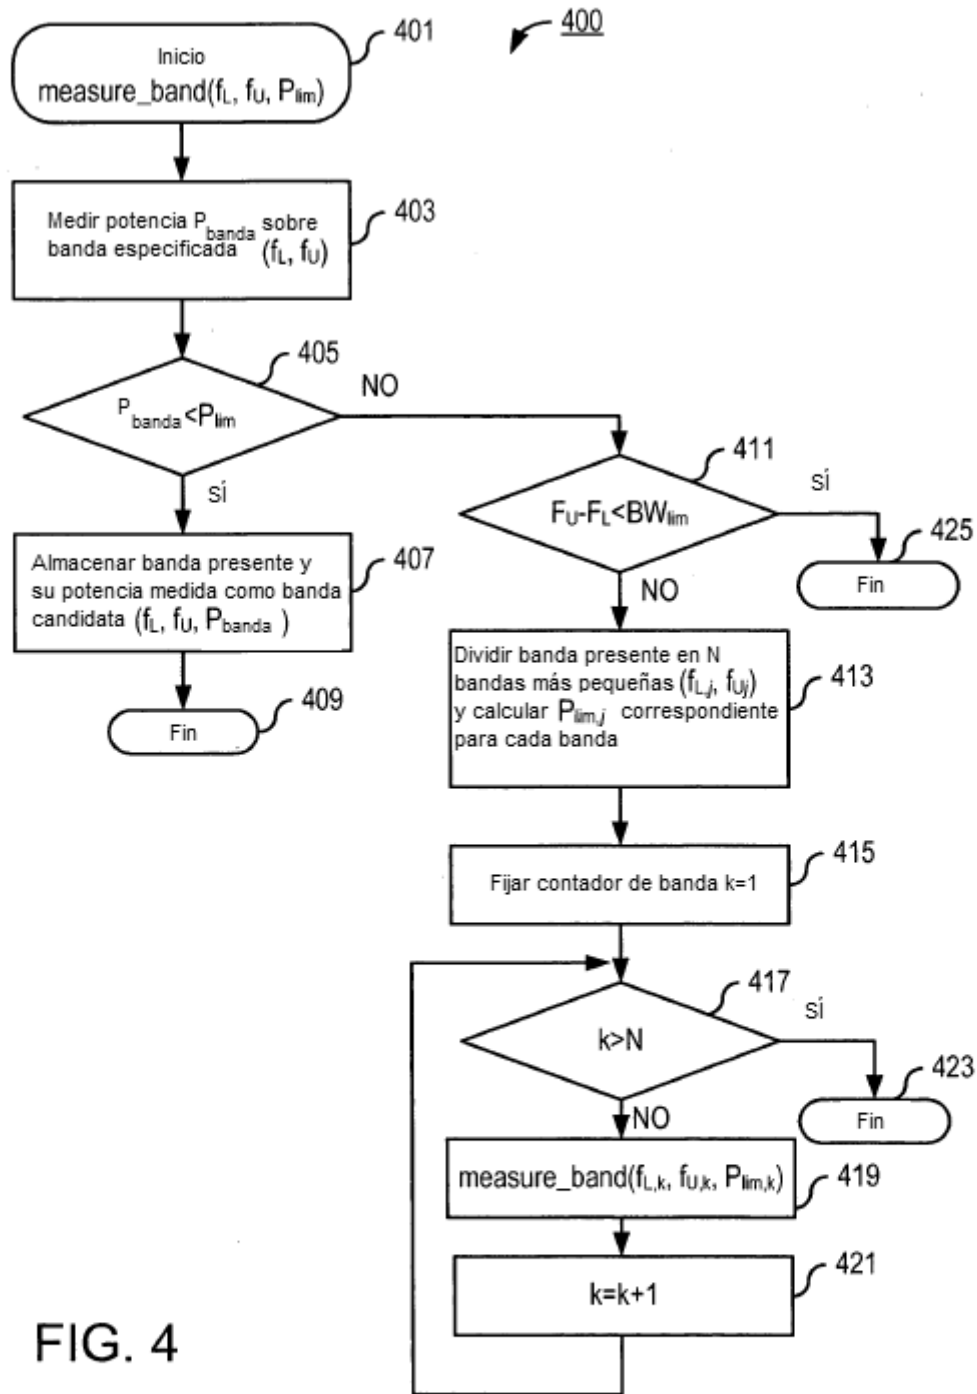 400
401
Inicio
measure_band(fL, fU, Plim)
403
Medir potencia Pbanda sobre
banda especificada (fL, fU)
405
Pbanda<Plim
NO
SÍ
407
Almacenar banda presente y
su potencia medida como banda
candidata (fL, fU, Pbanda )
409
Fin
411
FU-FL<BWlim
SÍ
425
Fin
NO
413
Dividir banda presente en N
bandas más pequeñas (fL,j, fUj)
y calcular Plim,j correspondiente
para cada banda
415
Fijar contador de banda k=1
417
k>N
SÍ
423
Fin
NO
419
measure_band(fL,k, fU,k, Plim,k)
421
k=k+1
FIG. 4